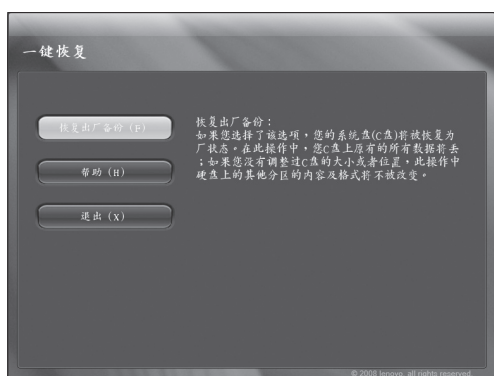 一键恢复
恢复出厂备份 (F)
帮助 (H)
退出 (X)
恢复出厂备份：
如果您选择了该选项，您的系统盘(C盘)将被恢复为
厂状态。在此操作中，您C盘上原有的所有数据将丢
；如果您没有调整过C盘的大小或者位置，此操作中
硬盘上的其他分区的内容及格式将不被改变。
© 2008 lenovo. all rights reserved.